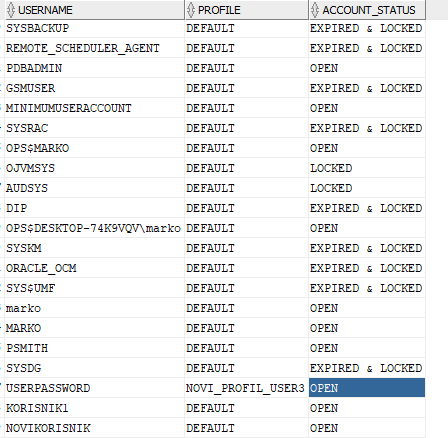 USERNAME PROFILE ACCOUNT_STATUS
SYSBACKUP DEFAULT EXPIRED & LOCKED
REMOTE_SCHEDULER_AGENT DEFAULT EXPIRED & LOCKED
PDBADMIN DEFAULT OPEN
GSMUSER DEFAULT EXPIRED & LOCKED
MINIMUMUSERACCOUNT DEFAULT OPEN
SYSRAC DEFAULT EXPIRED & LOCKED
OPS$MARKO DEFAULT OPEN
OJVMSYS DEFAULT LOCKED
AUDSYS DEFAULT LOCKED
DIP DEFAULT EXPIRED & LOCKED
OPS$DESKTOP-74K9VQV\marko DEFAULT OPEN
SYSKM DEFAULT EXPIRED & LOCKED
ORACLE_OCM DEFAULT EXPIRED & LOCKED
SYS$UMF DEFAULT EXPIRED & LOCKED
marko DEFAULT OPEN
MARKO DEFAULT OPEN
PSMITH DEFAULT OPEN
SYSDG DEFAULT EXPIRED & LOCKED
USERPASSWORD NOVI_PROFIL_USER3 OPEN
KORISNIK1 DEFAULT OPEN
NOVIKORISNIK DEFAULT OPEN